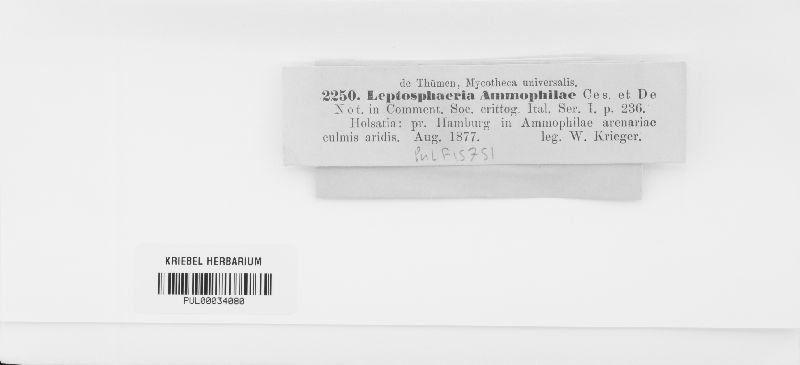 de Thümen, Mycotheca universalis.
2250. Leptosphaeria Ammophilae Ces. et De
Not. in Comment. Soc. crittog. Ital. Ser. I. p. 236.
Holsatia: pr. Hamburg in Ammophilae arenariae
culmis aridis. Aug. 1877. leg. W. Krieger.
PUL F15751
KRIEBEL HERBARIUM
PUL00034080